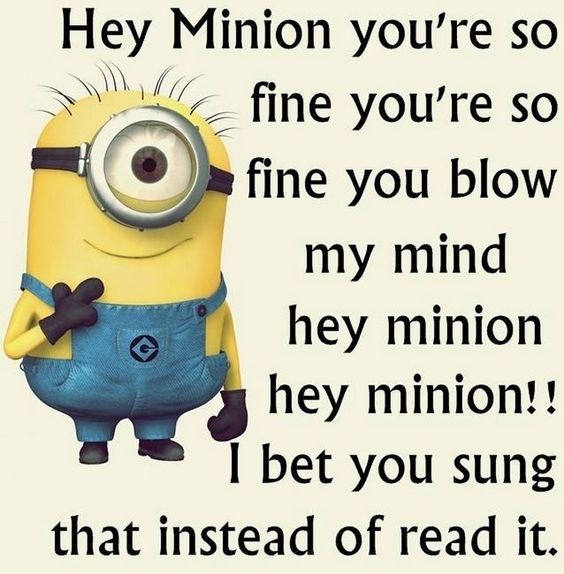 Hey Minion you're so
fine you're so
fine you blow
my mind
hey minion
hey minion!!
I bet you sung
that instead of read it.